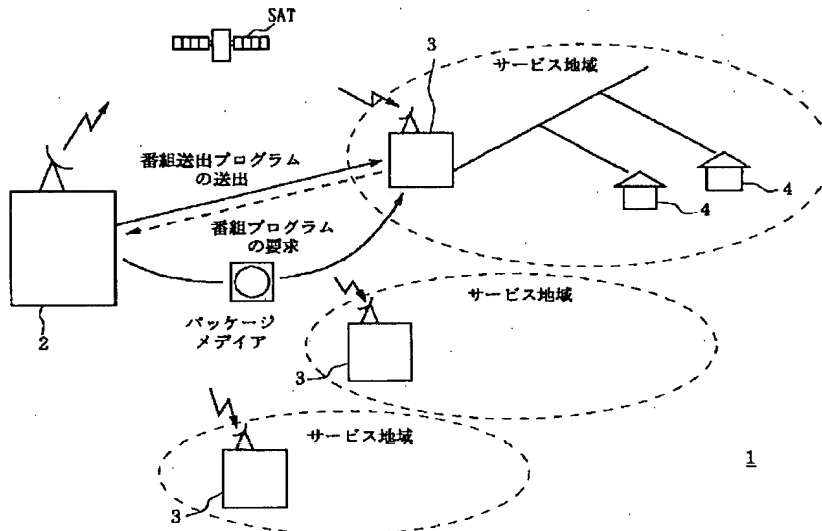 SAT
3
サービス地域
番組送出プログラム
の送出
4
4
番組プログラム
の要求
2
パッケージ
メデイア
サービス地域
3
サービス地域
3
1